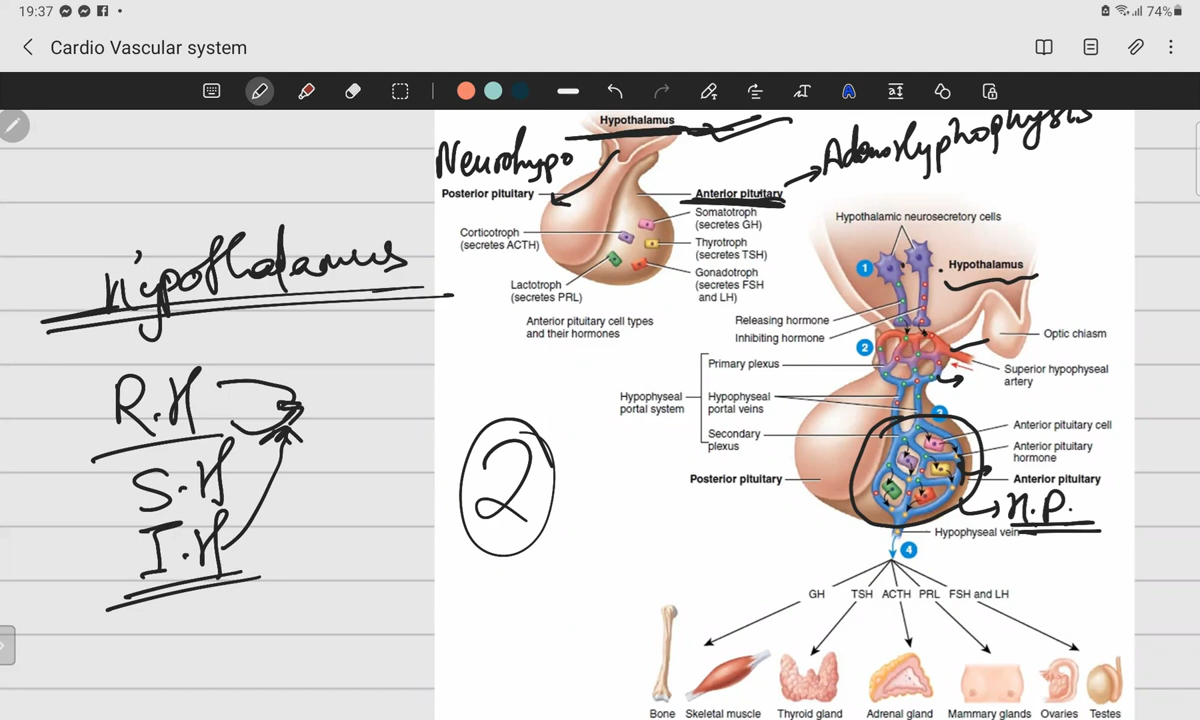 19:37
74%
Cardio Vascular system
Hypothalamus
Neurohypo
Adenohyphophysis
Posterior pituitary
Anterior pituitary
Somatotroph
(secretes GH)
Corticotroph
(secretes ACTH)
Thyrotroph
(secretes TSH)
Gonadotroph
(secretes FSH
and LH)
Lactotroph
(secretes PRL)
Anterior pituitary cell types
and their hormones
Hypothalamus
R.H
S.H
I.H
2
Hypothalamic neurosecretory cells
1
Hypothalamus
Releasing hormone
Inhibiting hormone
Optic chiasm
2
Primary plexus
Superior hypophyseal
artery
Hypophyseal
portal system
Hypophyseal
portal veins
3
Secondary
plexus
Anterior pituitary cell
Anterior pituitary
hormone
Posterior pituitary
Anterior pituitary
H.P.
Hypophyseal vein
4
GH TSH ACTH PRL FSH and LH
Bone Skeletal muscle Thyroid gland Adrenal gland Mammary glands Ovaries Testes